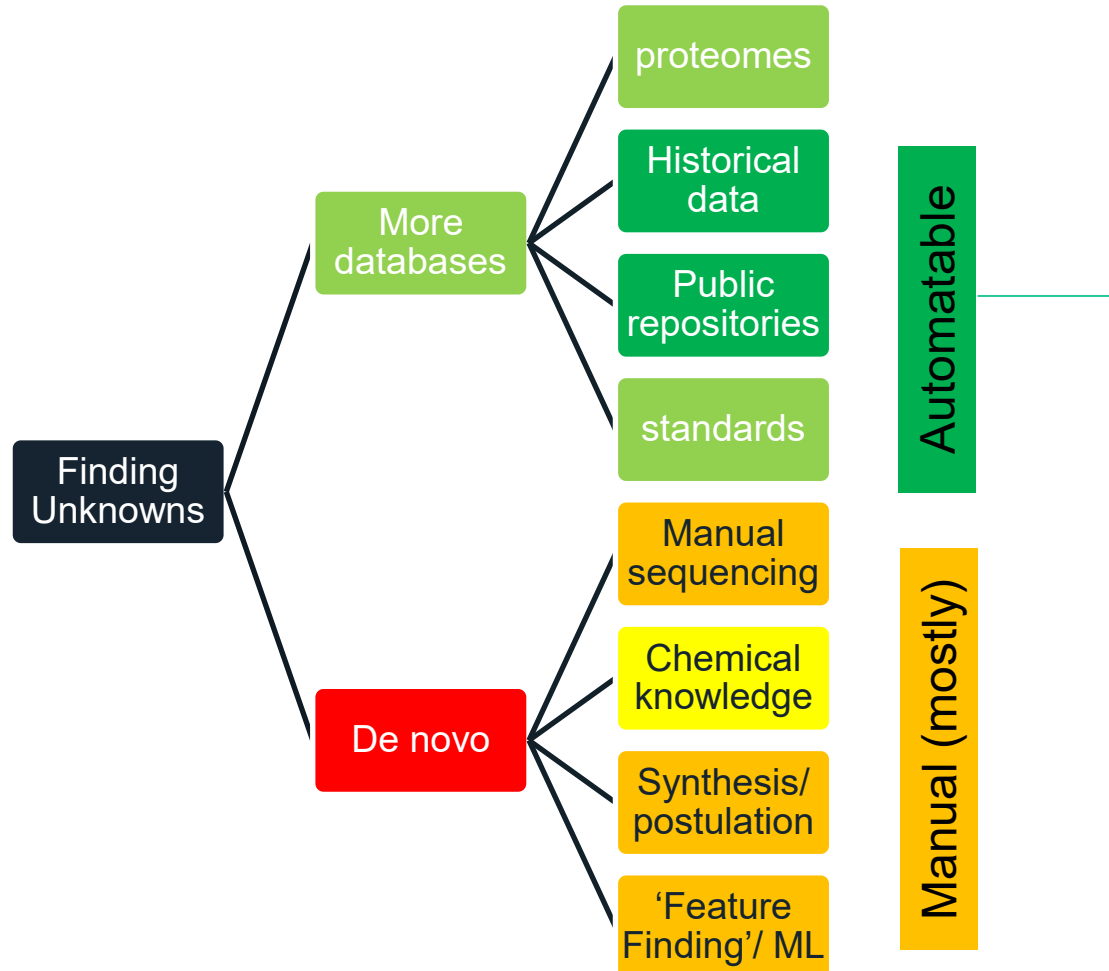 proteomes
Historical
data
Public
repositories
standards
More
databases
Automatable
Finding
Unknowns
Manual
sequencing
Chemical
knowledge
De novo
Synthesis/
postulation
‘Feature
Finding’/ ML
Manual (mostly)